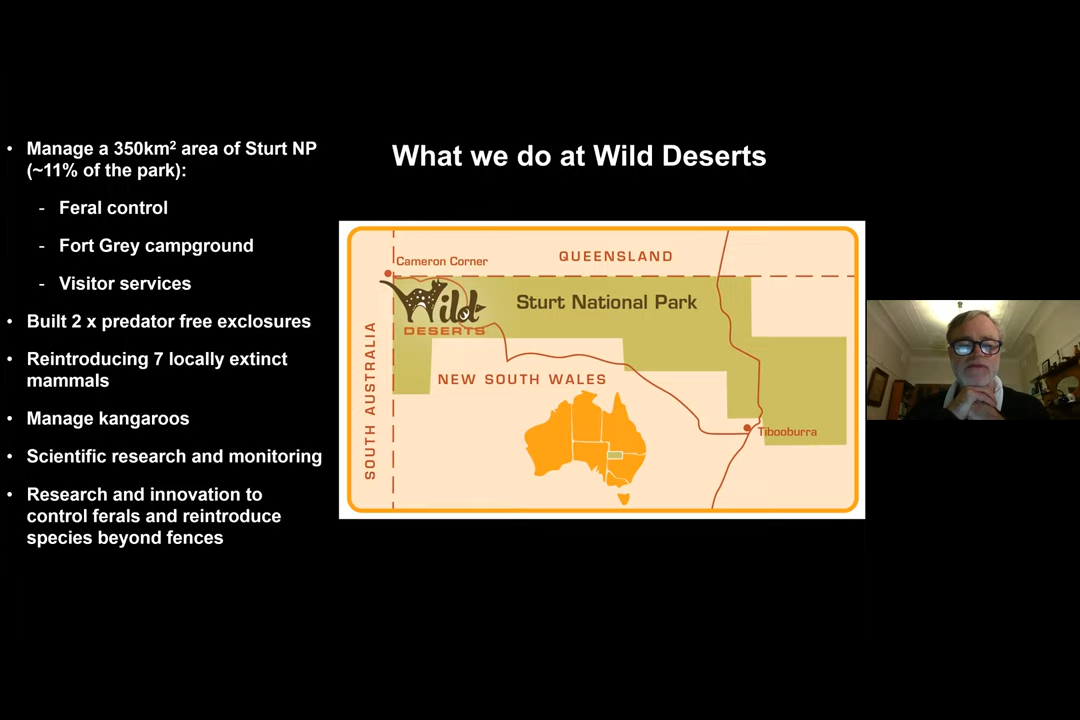 What we do at Wild Deserts
• Manage a 350km² area of Sturt NP
(~11% of the park):
- Feral control
- Fort Grey campground
- Visitor services
• Built 2 x predator free exclosures
• Reintroducing 7 locally extinct
mammals
• Manage kangaroos
• Scientific research and monitoring
• Research and innovation to
control ferals and reintroduce
species beyond fences
QUEENSLAND
Cameron Corner
Wild
DESERTS
Sturt National Park
SOUTH AUSTRALIA
NEW SOUTH WALES
Tibooburra